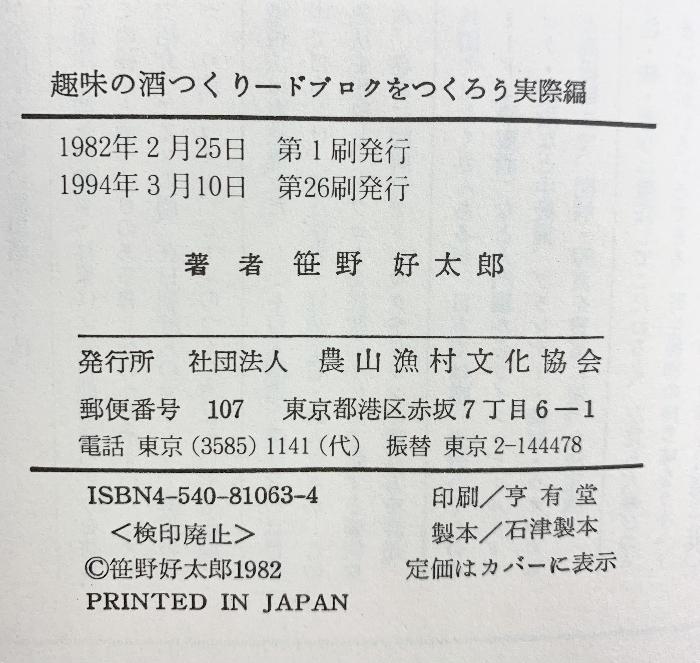 趣味の酒つくりードブロクをつくろう実際編
1982年2月25日 第1刷発行
1994年3月10日 第26刷発行
著者 笹野好太郎
発行所 社団法人 農山漁村文化協会
郵便番号 107 東京都港区赤坂7丁目6−1
電話 東京（3585）1141（代） 振替 東京2-144478
ISBN4-540-81063-4
＜検印廃止＞
©笹野好太郎1982
PRINTED IN JAPAN
印刷／亨有堂
製本／石津製本
定価はカバーに表示